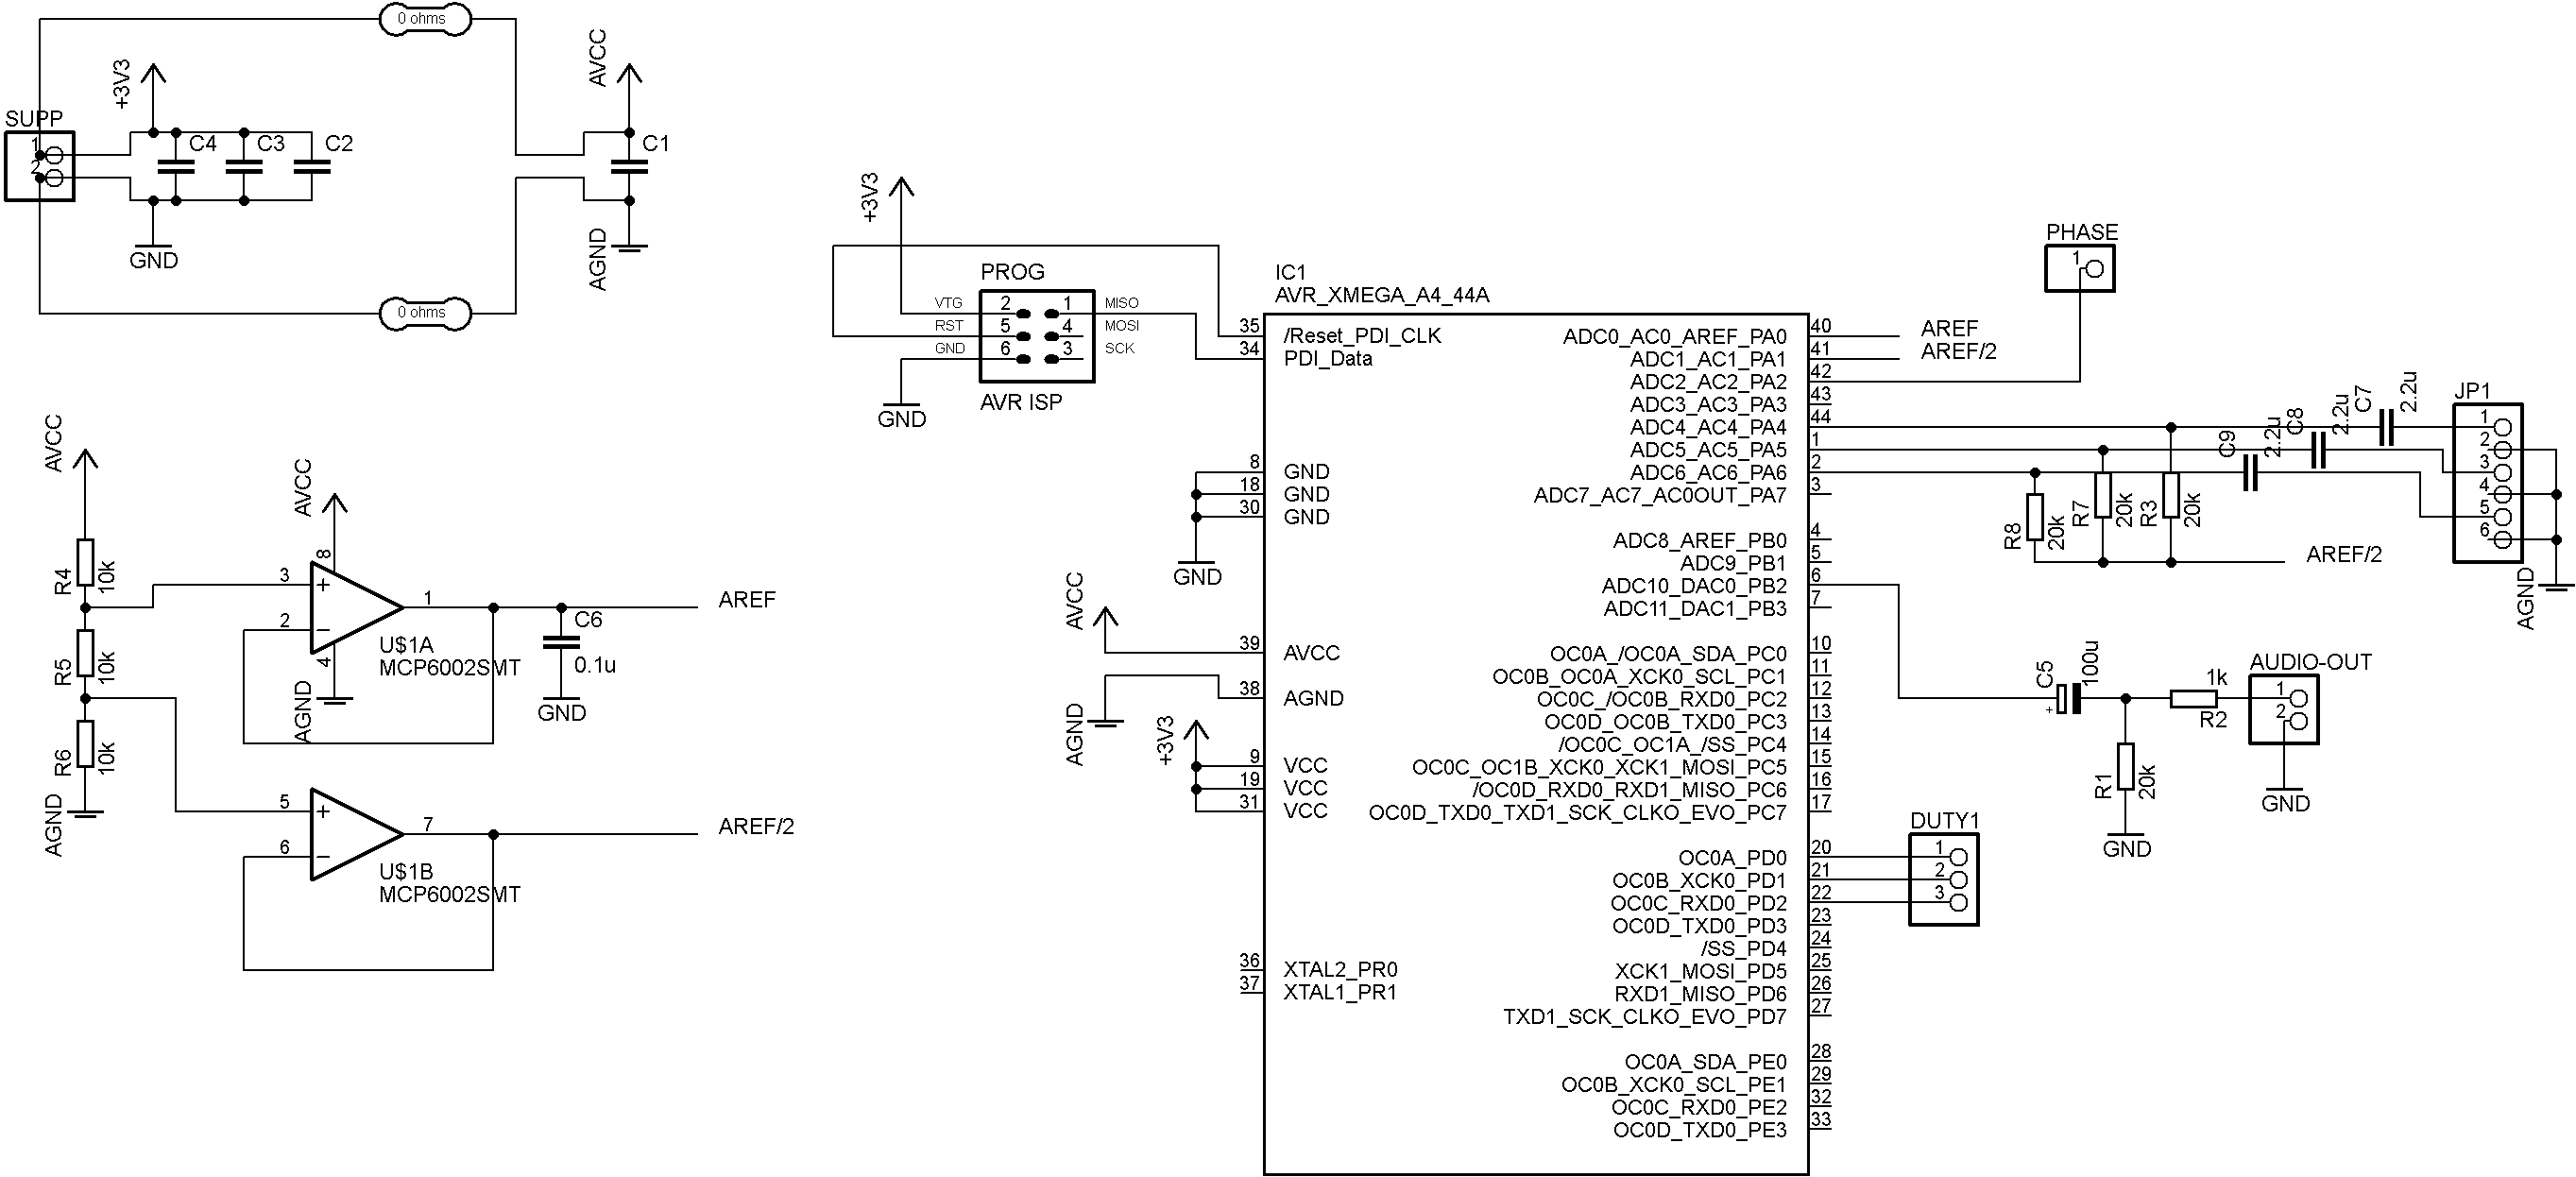 0 ohms
SUPP
1
2
+3V3
C4
C3
C2
GND
AVCC
C1
AGND
0 ohms
AVCC
R4
10k
R5
10k
R6
10k
AGND
AVCC
8
3
2
1
4
AGND
U$1A
MCP6002SMT
C6
0.1u
GND
AREF
5
6
7
U$1B
MCP6002SMT
AREF/2
+3V3
PROG
VTG
2
1
MISO
RST
5
4
MOSI
GND
6
3
SCK
AVR ISP
GND
IC1
AVR_XMEGA_A4_44A
35
/Reset_PDI_CLK
34
PDI_Data
8
GND
18
GND
30
GND
GND
AVCC
39
AVCC
38
AGND
AGND
+3V3
9
VCC
19
VCC
31
VCC
36
XTAL2_PR0
37
XTAL1_PR1
ADC0_AC0_AREF_PA0
40
AREF
ADC1_AC1_PA1
41
AREF/2
ADC2_AC2_PA2
42
ADC3_AC3_PA3
43
ADC4_AC4_PA4
44
ADC5_AC5_PA5
1
ADC6_AC6_PA6
2
ADC7_AC7_AC0OUT_PA7
3
ADC8_AREF_PB0
4
ADC9_PB1
5
ADC10_DAC0_PB2
6
ADC11_DAC1_PB3
7
OC0A_/OC0A_SDA_PC0
10
OC0B_OC0A_XCK0_SCL_PC1
11
OC0C_/OC0B_RXD0_PC2
12
OC0D_OC0B_TXD0_PC3
13
/OC0C_OC1A_/SS_PC4
14
OC0C_OC1B_XCK0_XCK1_MOSI_PC5
15
/OC0D_RXD0_RXD1_MISO_PC6
16
OC0D_TXD0_TXD1_SCK_CLKO_EVO_PC7
17
OC0A_PD0
20
OC0B_XCK0_PD1
21
OC0C_RXD0_PD2
22
OC0D_TXD0_PD3
23
/SS_PD4
24
XCK1_MOSI_PD5
25
RXD1_MISO_PD6
26
TXD1_SCK_CLKO_EVO_PD7
27
OC0A_SDA_PE0
28
OC0B_XCK0_SCL_PE1
29
OC0C_RXD0_PE2
32
OC0D_TXD0_PE3
33
PHASE
1
C9
2.2u
C8
2.2u
C7
2.2u
JP1
1
2
3
4
5
6
R8
20k
R7
20k
R3
20k
AREF/2
AGND
C5
100u
+
R1
20k
GND
1k
R2
AUDIO-OUT
1
2
GND
DUTY1
1
2
3